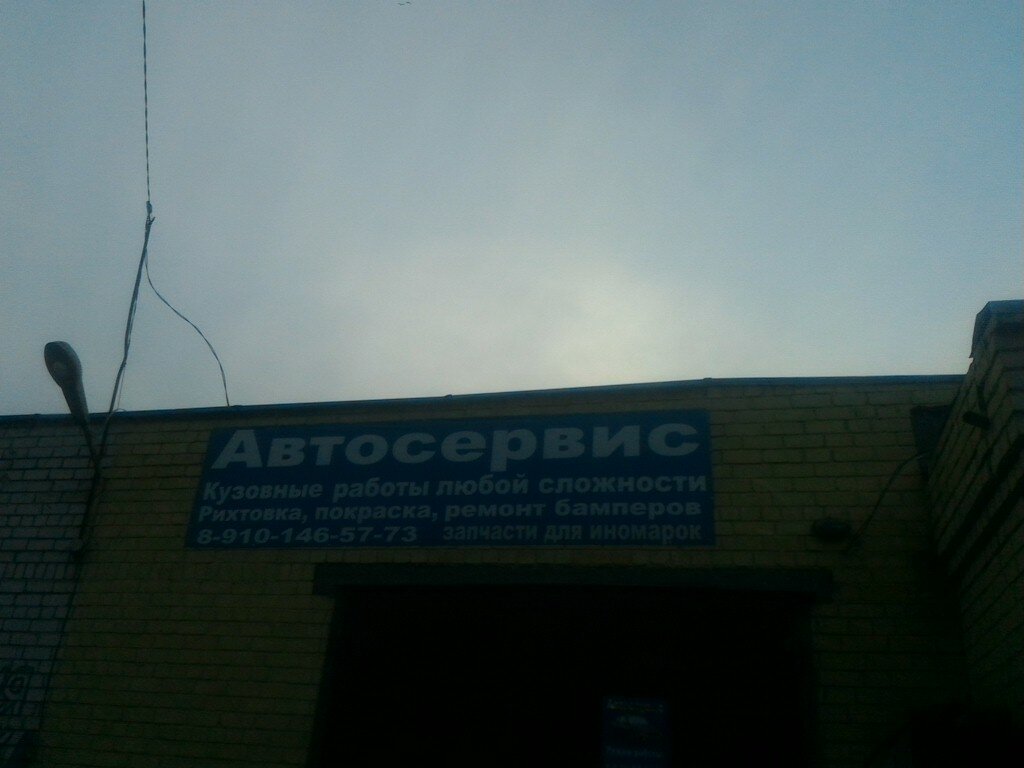 Автосервис
Кузовные работы любой сложности
Рихтовка, покраска, ремонт бамперов
8-910-146-57-73 запчасти для иномарок